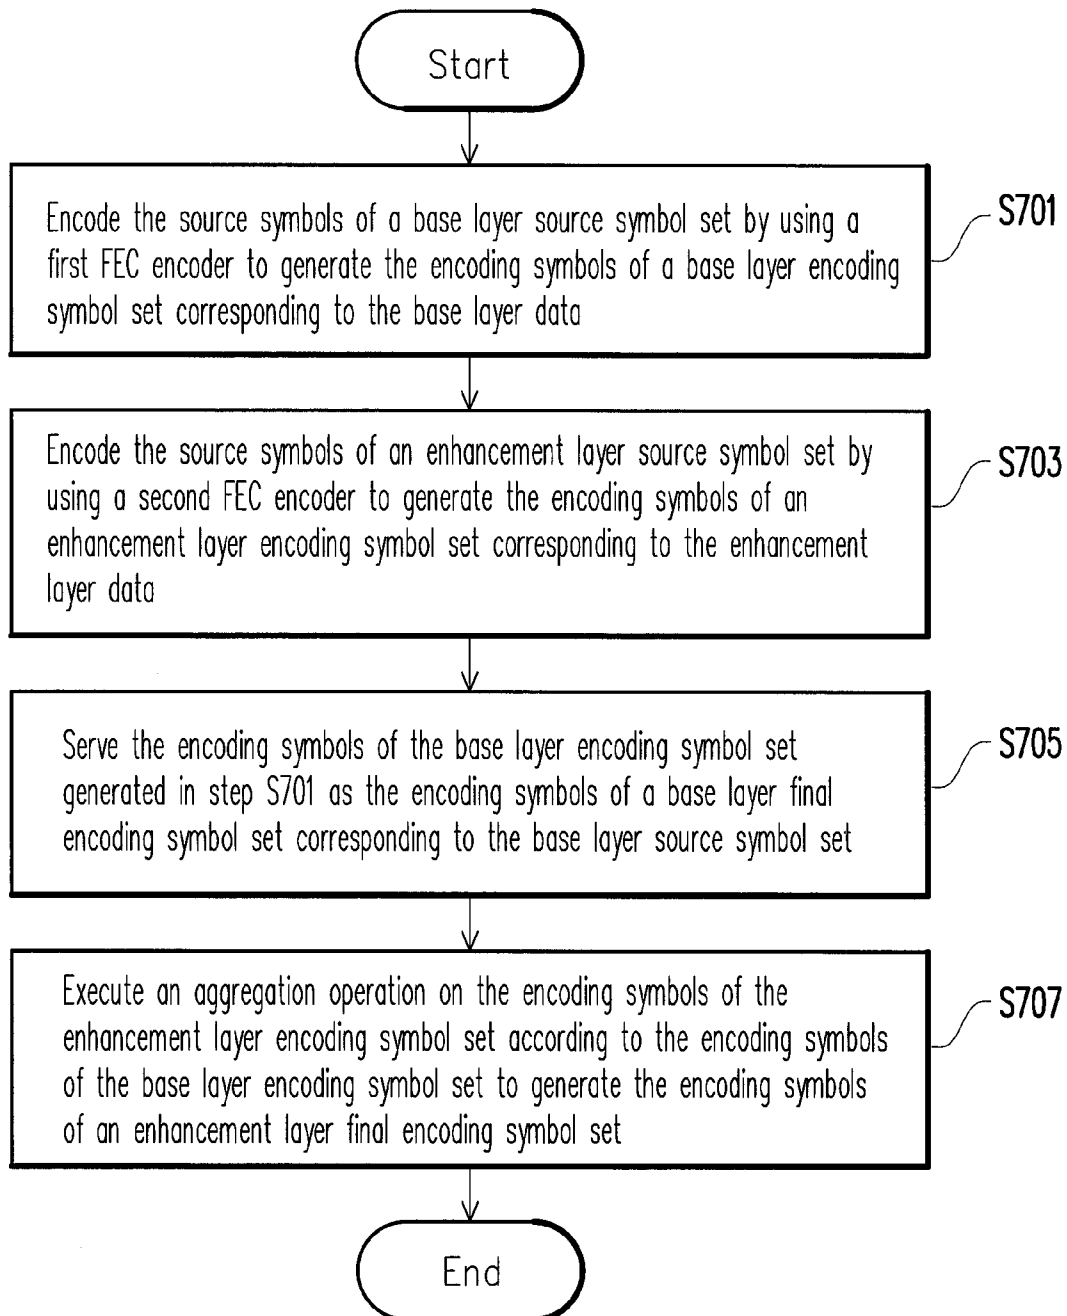 Start
Encode the source symbols of a base layer source symbol set by using a
first FEC encoder to generate the encoding symbols of a base layer encoding
symbol set corresponding to the base layer data
S701
Encode the source symbols of an enhancement layer source symbol set by
using a second FEC encoder to generate the encoding symbols of an
enhancement layer encoding symbol set corresponding to the enhancement
layer data
S703
Serve the encoding symbols of the base layer encoding symbol set
generated in step S701 as the encoding symbols of a base layer final
encoding symbol set corresponding to the base layer source symbol set
S705
Execute an aggregation operation on the encoding symbols of the
enhancement layer encoding symbol set according to the encoding symbols
of the base layer encoding symbol set to generate the encoding symbols
of an enhancement layer final encoding symbol set
S707
End